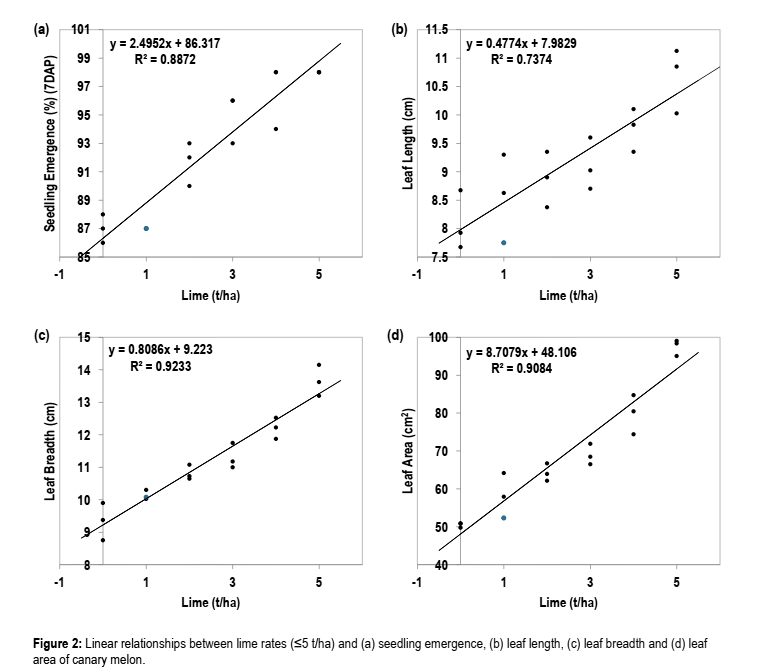 (a)
y = 2.4952x + 86.317
R² = 0.8872
Seedling Emergence (%) (7DAP)
101
99
97
95
93
91
89
87
85
-1
1
3
5
Lime (t/ha)
(b)
y = 0.4774x + 7.9829
R² = 0.7374
Leaf Length (cm)
11.5
11
10.5
10
9.5
9
8.5
8
7.5
-1
1
3
5
Lime (t/ha)
(c)
y = 0.8086x + 9.223
R² = 0.9233
Leaf Breadth (cm)
15
14
13
12
11
10
9
8
-1
1
3
5
Lime (t/ha)
(d)
y = 8.7079x + 48.106
R² = 0.9084
Leaf Area (cm²)
100
90
80
70
60
50
40
-1
1
3
5
Lime (t/ha)
Figure 2: Linear relationships between lime rates (≤5 t/ha) and (a) seedling emergence, (b) leaf length, (c) leaf breadth and (d) leaf
area of canary melon.